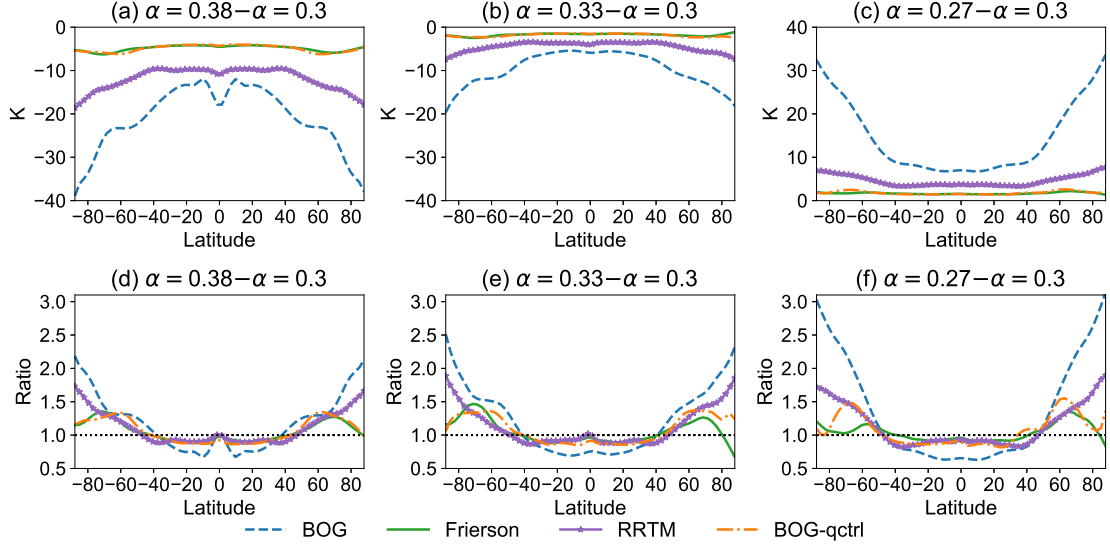 (a) α = 0.38−α = 0.3
(b) α = 0.33−α = 0.3
(c) α = 0.27−α = 0.3
0
−10
−20
−30
−40
K
−80 −60 −40 −20 0 20 40 60 80
Latitude
0
−10
−20
−30
−40
K
−80 −60 −40 −20 0 20 40 60 80
Latitude
40
30
20
10
0
K
−80 −60 −40 −20 0 20 40 60 80
Latitude
(d) α = 0.38−α = 0.3
(e) α = 0.33−α = 0.3
(f) α = 0.27−α = 0.3
3.0
2.5
2.0
1.5
1.0
0.5
Ratio
−80 −60 −40 −20 0 20 40 60 80
Latitude
3.0
2.5
2.0
1.5
1.0
0.5
Ratio
−80 −60 −40 −20 0 20 40 60 80
Latitude
3.0
2.5
2.0
1.5
1.0
0.5
Ratio
−80 −60 −40 −20 0 20 40 60 80
Latitude
BOG Frierson RRTM BOG-qctrl